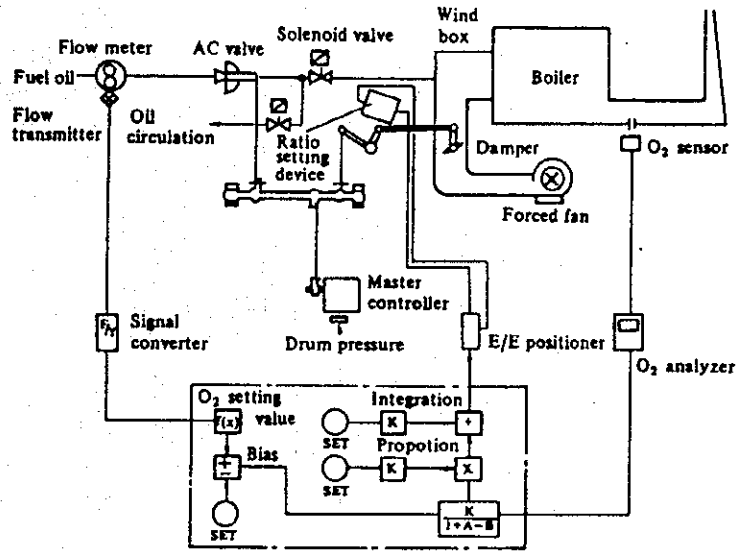 Wind
box
Solenoid valve
Flow meter
AC valve
Fuel oil
Boiler
Flow
transmitter
Oil
circulation
Ratio
setting
device
Damper
O₂ sensor
Forced fan
Master
controller
Signal
converter
Drum pressure
E/E positioner
O₂ analyzer
O₂ setting
value
Integration
f(x)
K
+
SET
Bias
Propotion
+
−
K
X
SET
SET
K
1+A−B